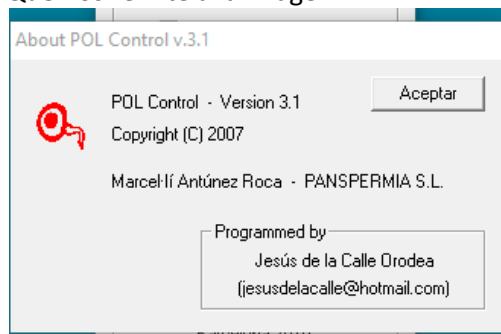 About POL Control v.3.1
POL Control - Version 3.1
Aceptar
Copyright (C) 2007
Marcel·lí Antúnez Roca - PANSPERMIA S.L.
Programmed by
Jesús de la Calle Orodea
(jesusdelacalle@hotmail.com)